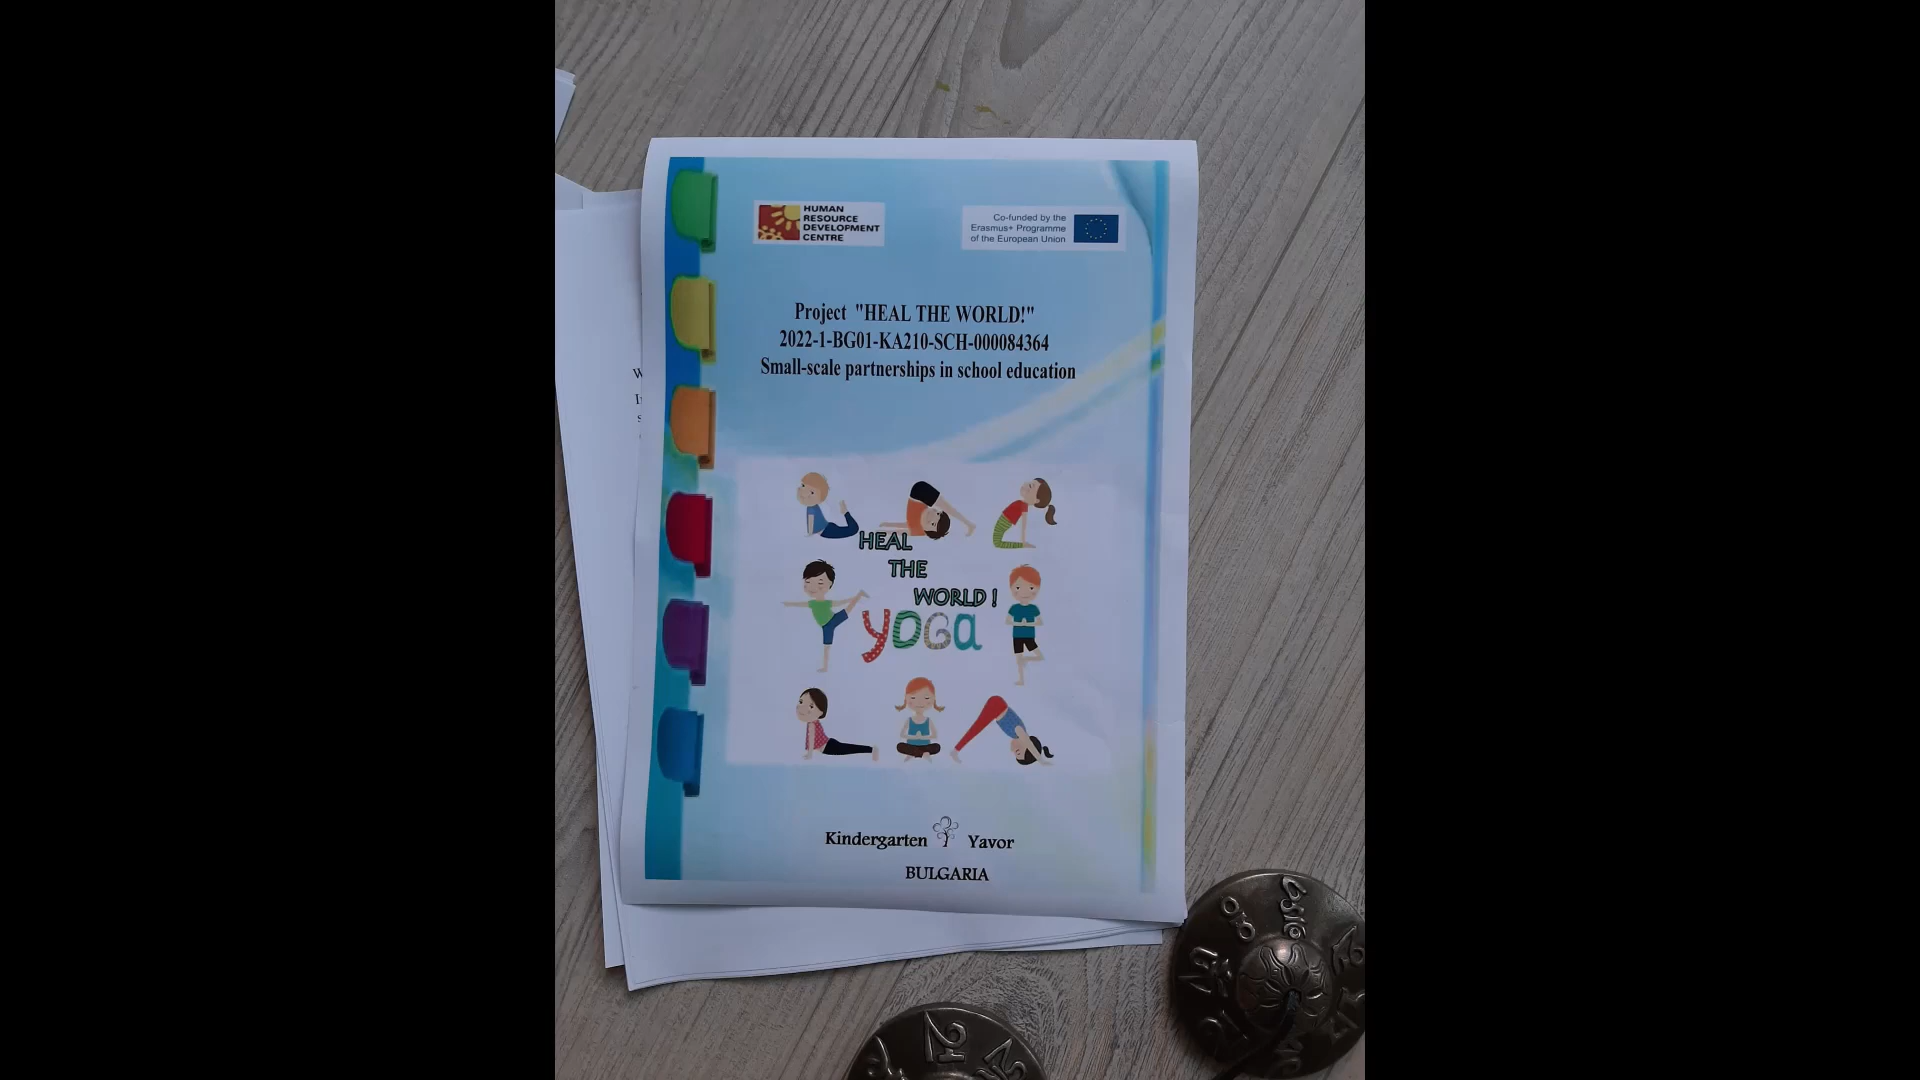 HUMAN
RESOURCE
DEVELOPMENT
CENTRE
Co-funded by the
Erasmus+ Programme
of the European Union
Project "HEAL THE WORLD!"
2022-1-BG01-KA210-SCH-000084364
Small-scale partnerships in school education
HEAL
THE
WORLD !
YOGA
Kindergarten Yavor
BULGARIA